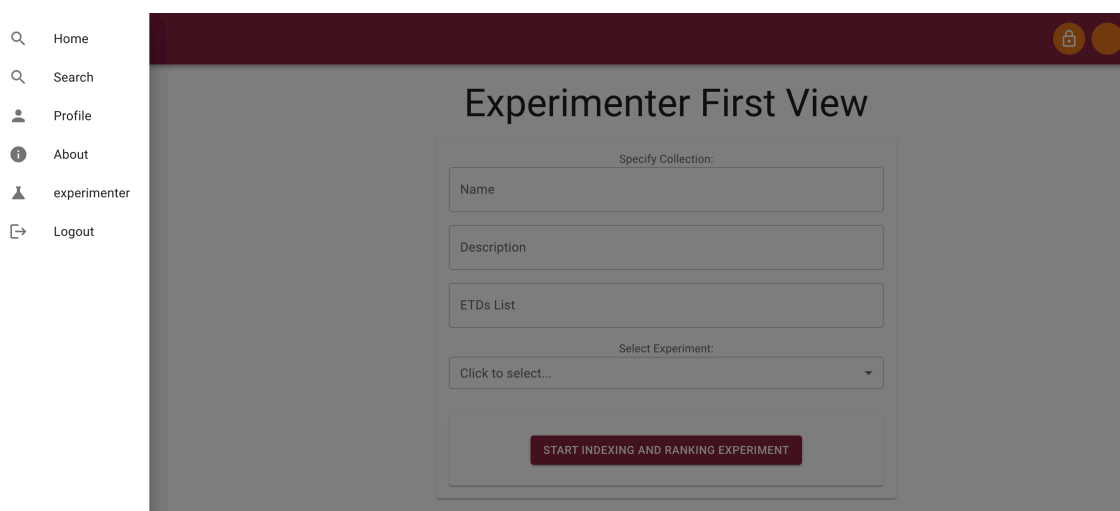 Home
Search
Profile
About
experimenter
Logout
Experimenter First View
Specify Collection:
Name
Description
ETDs List
Select Experiment:
Click to select...
START INDEXING AND RANKING EXPERIMENT